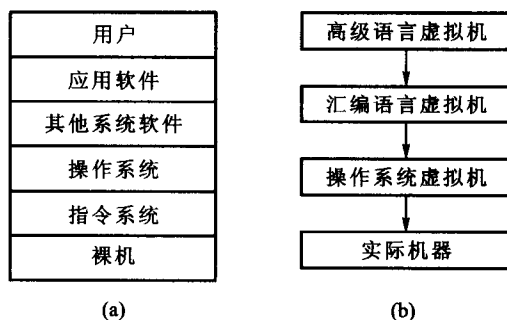 用户
应用软件
其他系统软件
操作系统
指令系统
裸机
(a)
高级语言虚拟机
汇编语言虚拟机
操作系统虚拟机
实际机器
(b)